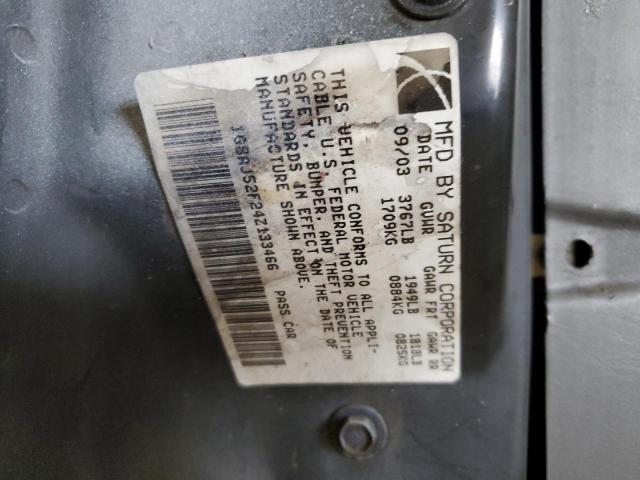 MFD BY SATURN CORPORATION
DATE GVWR GAWR FRT GAWR RR
09/03 3767LB 1949LB 1818LB
1709KG 0884KG 0825KG
THIS VEHICLE CONFORMS TO ALL APPLI-
CABLE U.S. FEDERAL MOTOR VEHICLE
SAFETY, BUMPER, AND THEFT PREVENTION
STANDARDS IN EFFECT ON THE DATE OF
MANUFACTURE SHOWN ABOVE.
1G8AJ52F24Z133466 PASS CAR